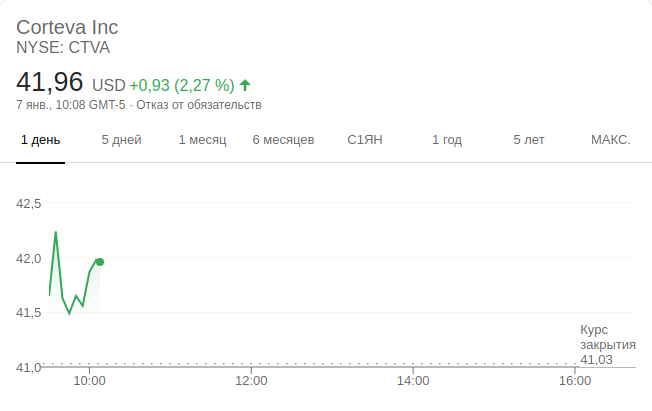 Corteva Inc
NYSE: CTVA
41,96 USD +0,93 (2,27 %)
7 янв., 10:08 GMT-5 · Отказ от обязательств
1 день 5 дней 1 месяц 6 месяцев С1ЯН 1 год 5 лет МАКС.
42,5
42,0
41,5
Курс
закрытия
41,03
41,0
10:00 12:00 14:00 16:00